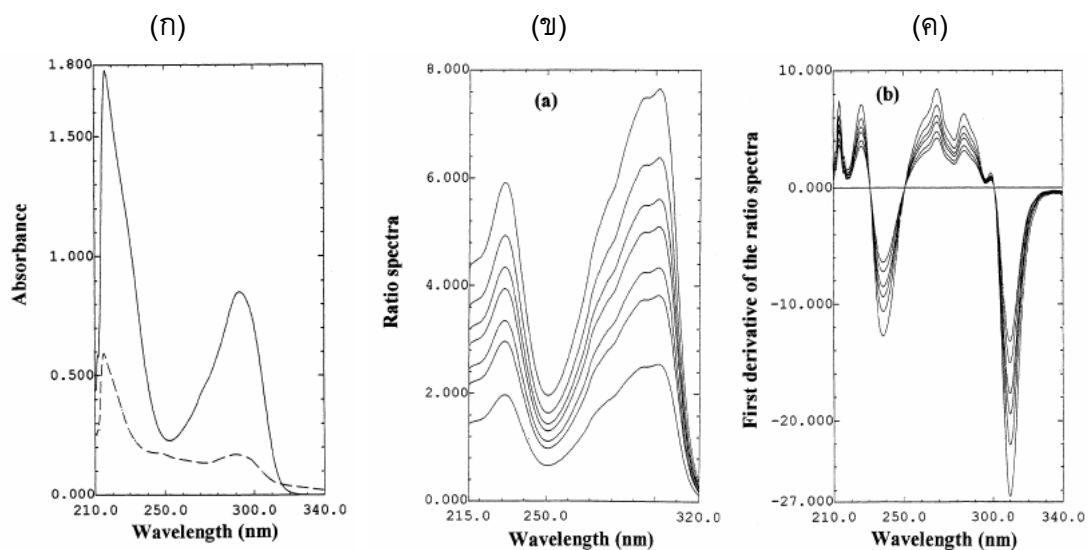 (ก)
(ข)
(ค)
1.800
1.500
1.000
0.500
0.000
Absorbance
210.0
250.0
300.0
340.0
Wavelength (nm)
(a)
8.000
6.000
4.000
2.000
0.000
Ratio spectra
215.0
250.0
320.0
Wavelength (nm)
(b)
10.000
0.000
-10.000
-20.000
-27.000
First derivative of the ratio spectra
210.0
250.0
300.0
340.0
Wavelength (nm)